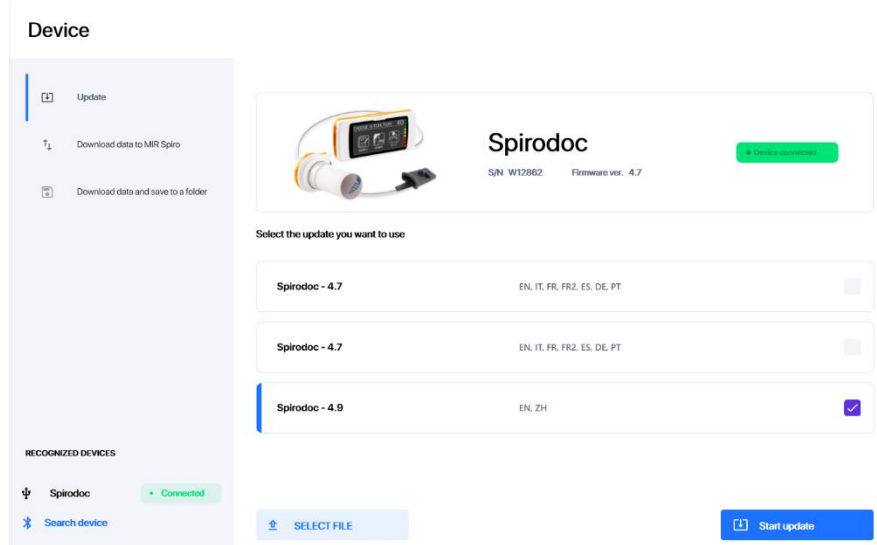 Device
Update
Download data to MIR Spiro
Download data and save to a folder
RECOGNIZED DEVICES
Spirodoc
Connected
Search device
Spirodoc
S/N W12862 Firmware ver. 4.7
Device connected
Select the update you want to use
Spirodoc - 4.7 EN, IT, FR, FR2, ES, DE, PT
Spirodoc - 4.7 EN, IT, FR, FR2, ES, DE, PT
Spirodoc - 4.9 EN, ZH
SELECT FILE
Start update